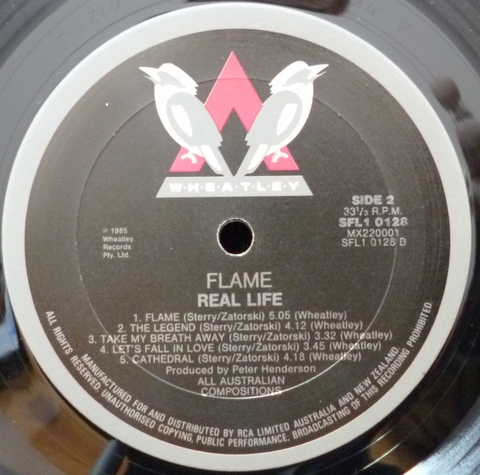 W·H·E·A·T·L·E·Y
SIDE 2
33⅓ R.P.M.
SFL1 0128
MX220001
SFL1 0128 B
℗ 1985
Wheatley
Records
Pty. Ltd.
FLAME
REAL LIFE
1. FLAME (Sterry/Zatorski) 5.05 (Wheatley)
2. THE LEGEND (Sterry/Zatorski) 4.12 (Wheatley)
3. TAKE MY BREATH AWAY (Sterry/Zatorski) 3.32 (Wheatley)
4. LET'S FALL IN LOVE (Sterry/Zatorski) 3.45 (Wheatley)
5. CATHEDRAL (Sterry/Zatorski) 4.18 (Wheatley)
Produced by Peter Henderson
ALL AUSTRALIAN
COMPOSITIONS
MANUFACTURED FOR AND DISTRIBUTED BY RCA LIMITED AUSTRALIA AND NEW ZEALAND.
ALL RIGHTS RESERVED. UNAUTHORISED COPYING, PUBLIC PERFORMANCE, BROADCASTING OF THIS RECORDING PROHIBITED.